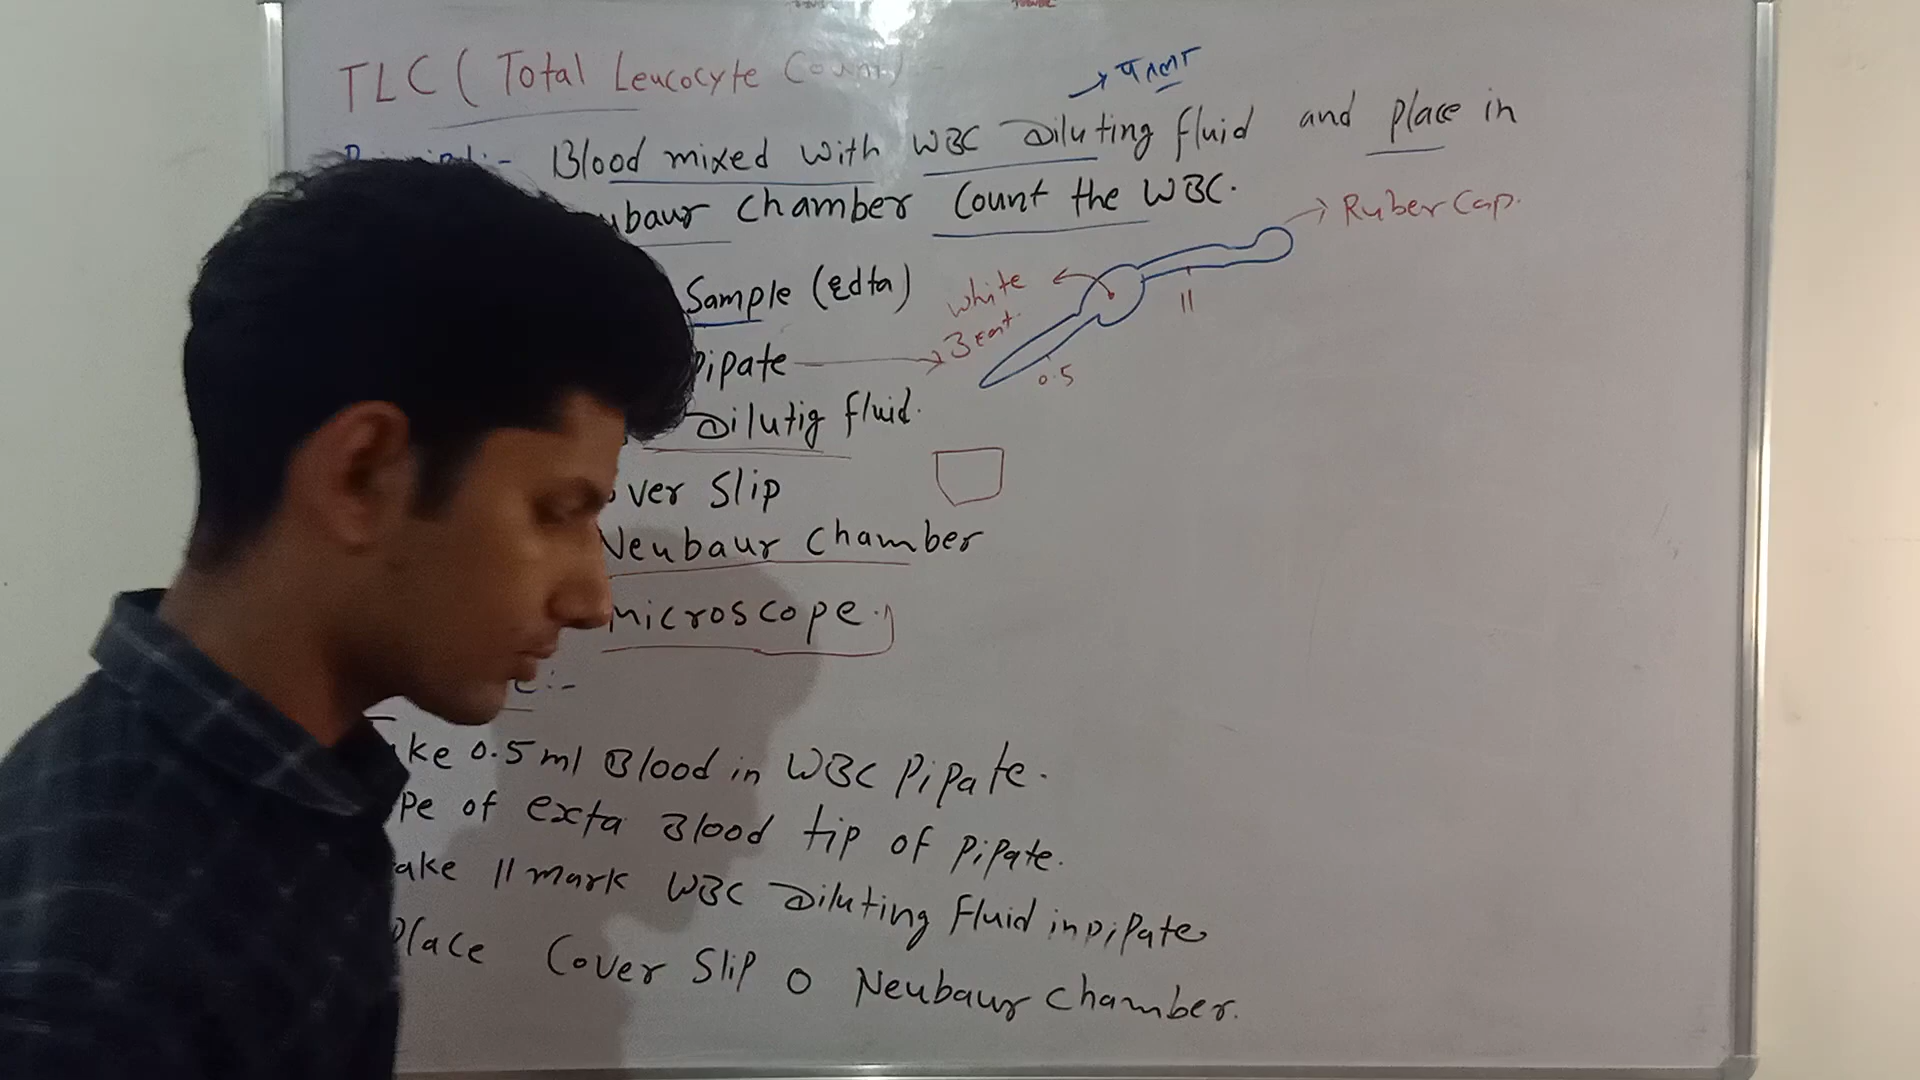 TLC ( Total Leucocyte Count) :-
पतला
Blood mixed with WBC Diluting fluid and place in
ubaur chamber Count the WBC.
Ruber Cap.
Sample (Edta)
white
Beat.
11
0.5
pipate
Dilutig fluid.
over Slip
Neubaur chamber
microscope.
:-
ke 0.5 ml Blood in WBC Pipate.
pe of exta Blood tip of pipate.
ake 11 mark WBC Diluting fluid in pipate
Place Cover Slip o Neubaur chamber.